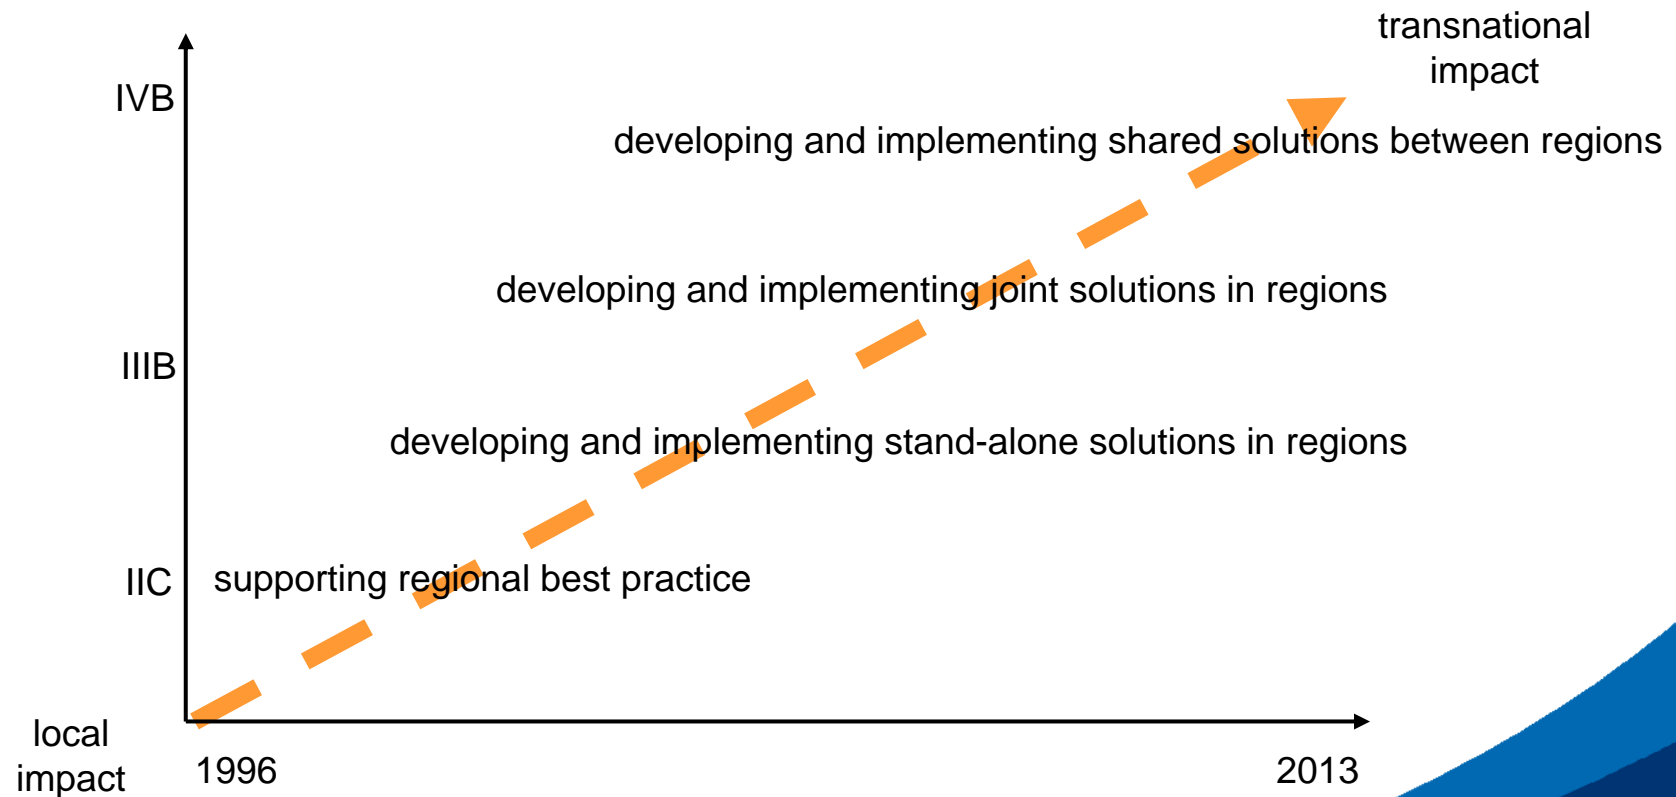 transnational
impact
IVB
developing and implementing shared solutions between regions
developing and implementing joint solutions in regions
IIIB
developing and implementing stand-alone solutions in regions
IIC
supporting regional best practice
local
impact
1996
2013